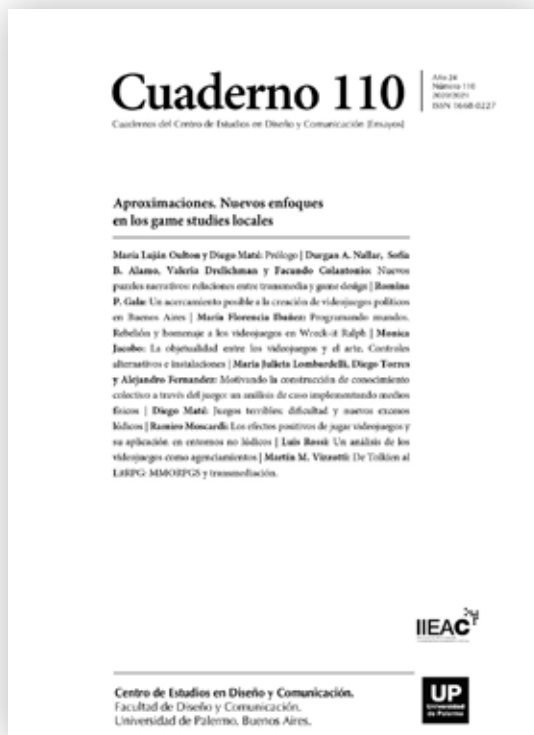 Cuaderno 110
Cuadernos del Centro de Estudios en Diseño y Comunicación [Ensayos]
Año 24
Número 110
2020/2021
ISSN 1668-0227
Aproximaciones. Nuevos enfoques
en los game studies locales
María Luján Oulton y Diego Maté: Prólogo | Durgan A. Nallar, Sofía
B. Alamo, Valeria Drelichman y Facundo Colantonio: Nuevos
puzzles narrativos: relaciones entre transmedia y game design | Romina
P. Gala: Un acercamiento posible a la creación de videojuegos políticos
en Buenos Aires | María Florencia Ibañez: Programando mundos.
Rebelión y homenaje a los videojuegos en Wreck-it Ralph | Monica
Jacobo: La objetualidad entre los videojuegos y el arte. Controles
alternativos e instalaciones | María Julieta Lombardelli, Diego Torres
y Alejandro Fernandez: Motivando la construcción de conocimiento
colectivo a través del juego: un análisis de caso implementando medios
físicos | Diego Maté: Juegos terribles: dificultad y nuevos excesos
lúdicos | Ramiro Moscardi: Los efectos positivos de jugar videojuegos y
su aplicación en entornos no lúdicos | Luis Rossi: Un análisis de los
videojuegos como agenciamientos | Martín M. Vizzotti: De Tolkien al
LitRPG: MMORPGS y transmediación.
IIEAC
Centro de Estudios en Diseño y Comunicación.
Facultad de Diseño y Comunicación.
Universidad de Palermo. Buenos Aires.
UP
Universidad
de Palermo